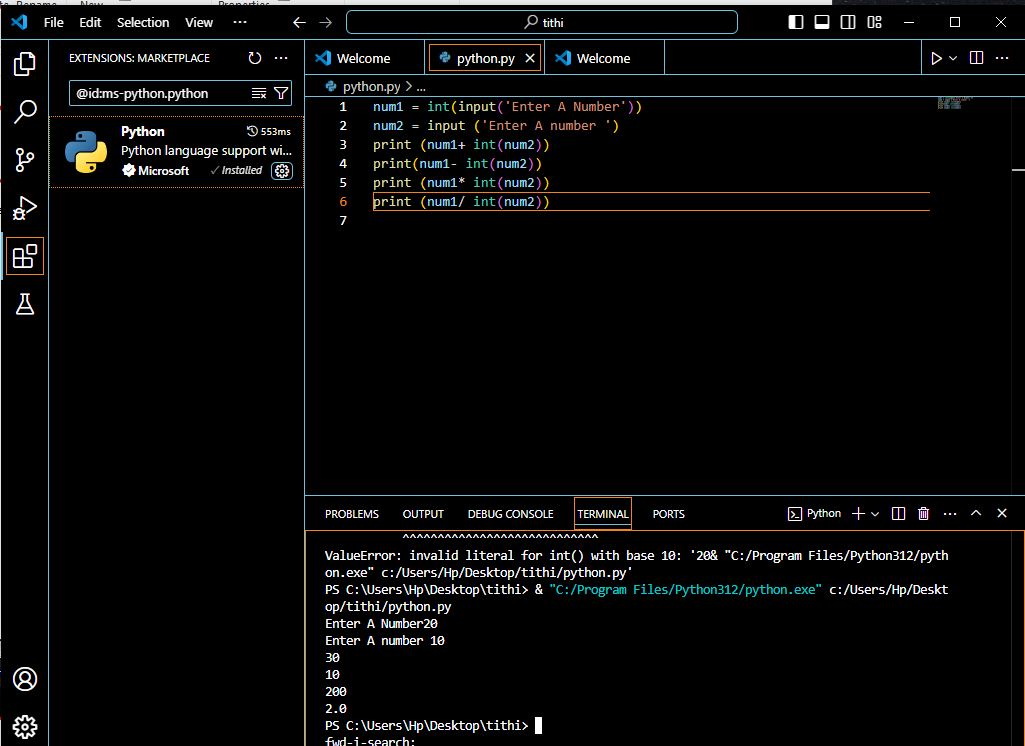 File Edit Selection View ··· tithi
EXTENSIONS: MARKETPLACE ···
Welcome python.py Welcome
@id:ms-python.python
python.py > ...
Python 553ms
Python language support wi...
Microsoft Installed
1 num1 = int(input('Enter A Number'))
2 num2 = input ('Enter A number ')
3 print (num1+ int(num2))
4 print(num1- int(num2))
5 print (num1* int(num2))
6 print (num1/ int(num2))
7
PROBLEMS OUTPUT DEBUG CONSOLE TERMINAL PORTS Python
^^^^^^^^^^^^^^^^^^^^^^^^^^^^
ValueError: invalid literal for int() with base 10: '20& "C:/Program Files/Python312/pyth
on.exe" c:/Users/Hp/Desktop/tithi/python.py'
PS C:\Users\Hp\Desktop\tithi> & "C:/Program Files/Python312/python.exe" c:/Users/Hp/Deskt
op/tithi/python.py
Enter A Number20
Enter A number 10
30
10
200
2.0
PS C:\Users\Hp\Desktop\tithi>
fwd-i-search: